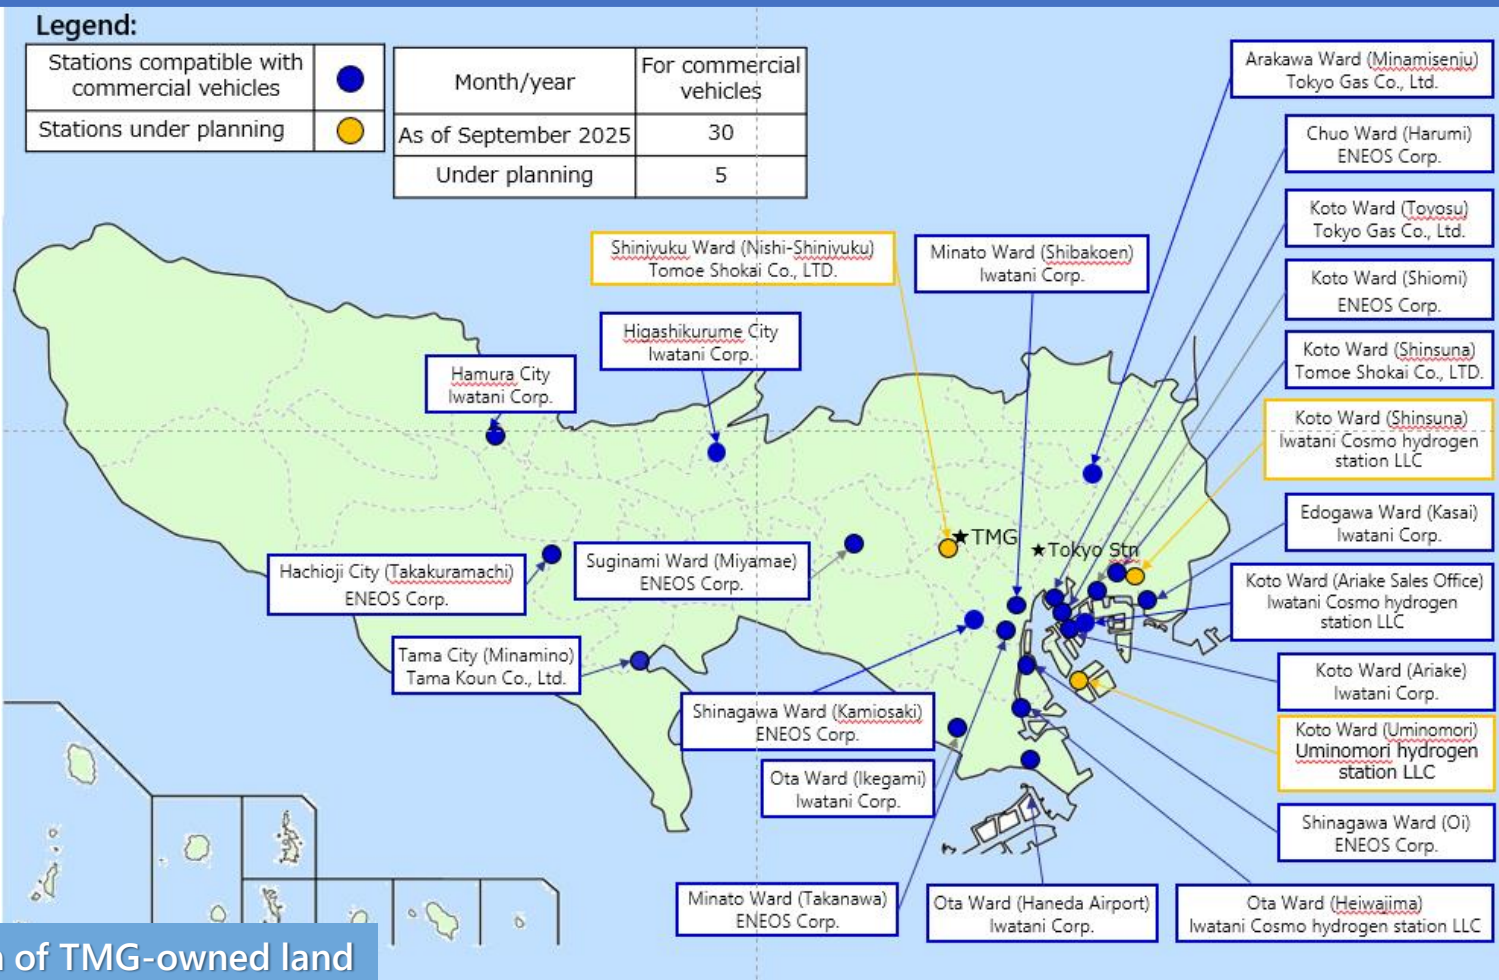 Legend:
Stations compatible with
commercial vehicles
Stations under planning
Month/year
For commercial
vehicles
As of September 2025
30
Under planning
5
Arakawa Ward (Minamisenju)
Tokyo Gas Co., Ltd.
Chuo Ward (Harumi)
ENEOS Corp.
Koto Ward (Toyosu)
Tokyo Gas Co., Ltd.
Shinjyuku Ward (Nishi-Shinjyuku)
Tomoe Shokai Co., LTD.
Minato Ward (Shibakoen)
Iwatani Corp.
Koto Ward (Shiomi)
ENEOS Corp.
Higashikurume City
Iwatani Corp.
Koto Ward (Shinsuna)
Tomoe Shokai Co., LTD.
Hamura City
Iwatani Corp.
Koto Ward (Shinsuna)
Iwatani Cosmo hydrogen
station LLC
Edogawa Ward (Kasai)
Iwatani Corp.
★TMG
★Tokyo Stn
Hachioji City (Takakuramachi)
ENEOS Corp.
Suginami Ward (Miyamae)
ENEOS Corp.
Koto Ward (Ariake Sales Office)
Iwatani Cosmo hydrogen
station LLC
Tama City (Minamino)
Tama Koun Co., Ltd.
Koto Ward (Ariake)
Iwatani Corp.
Shinagawa Ward (Kamiosaki)
ENEOS Corp.
Koto Ward (Uminomori)
Uminomori hydrogen
station LLC
Ota Ward (Ikegami)
Iwatani Corp.
Shinagawa Ward (Oi)
ENEOS Corp.
Minato Ward (Takanawa)
ENEOS Corp.
Ota Ward (Haneda Airport)
Iwatani Corp.
Ota Ward (Heiwajima)
Iwatani Cosmo hydrogen station LLC
of TMG-owned land